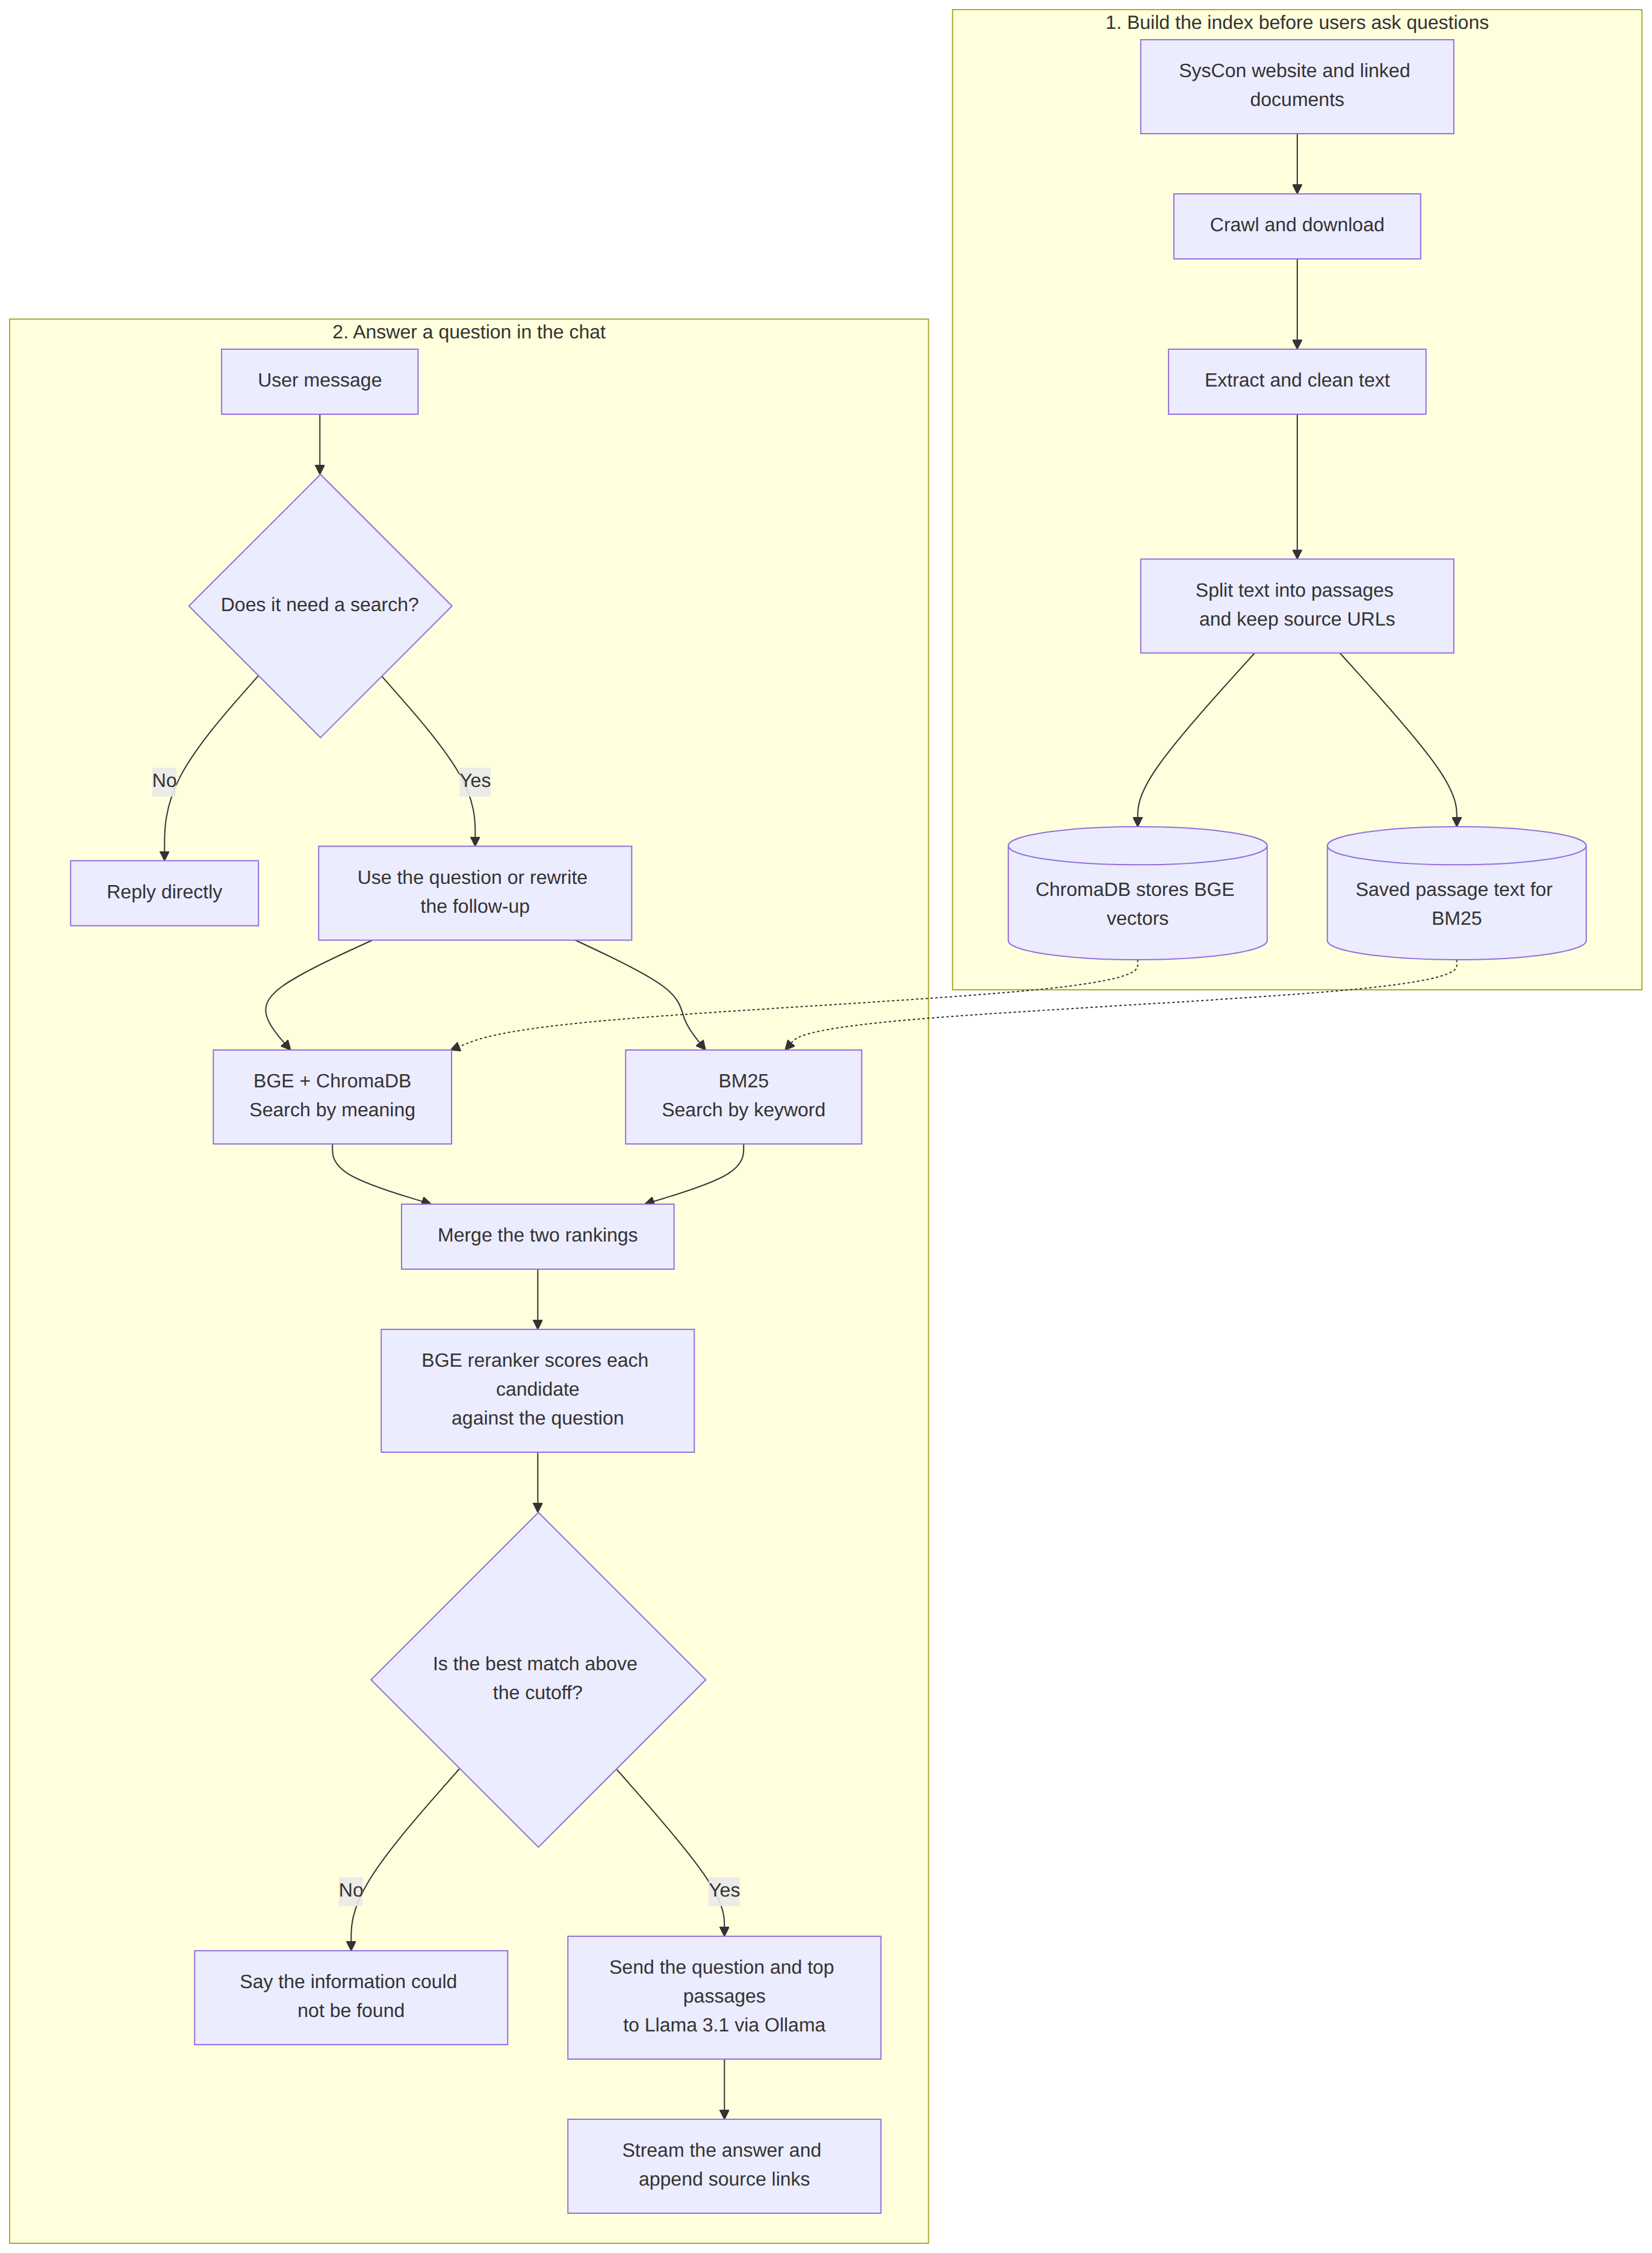 1. Build the index before users ask questions
SysCon website and linked
documents
Crawl and download
Extract and clean text
Split text into passages
and keep source URLs
ChromaDB stores BGE
vectors
Saved passage text for
BM25
2. Answer a question in the chat
User message
Does it need a search?
No
Yes
Reply directly
Use the question or rewrite
the follow-up
BGE + ChromaDB
Search by meaning
BM25
Search by keyword
Merge the two rankings
BGE reranker scores each
candidate
against the question
Is the best match above
the cutoff?
No
Yes
Say the information could
not be found
Send the question and top
passages
to Llama 3.1 via Ollama
Stream the answer and
append source links